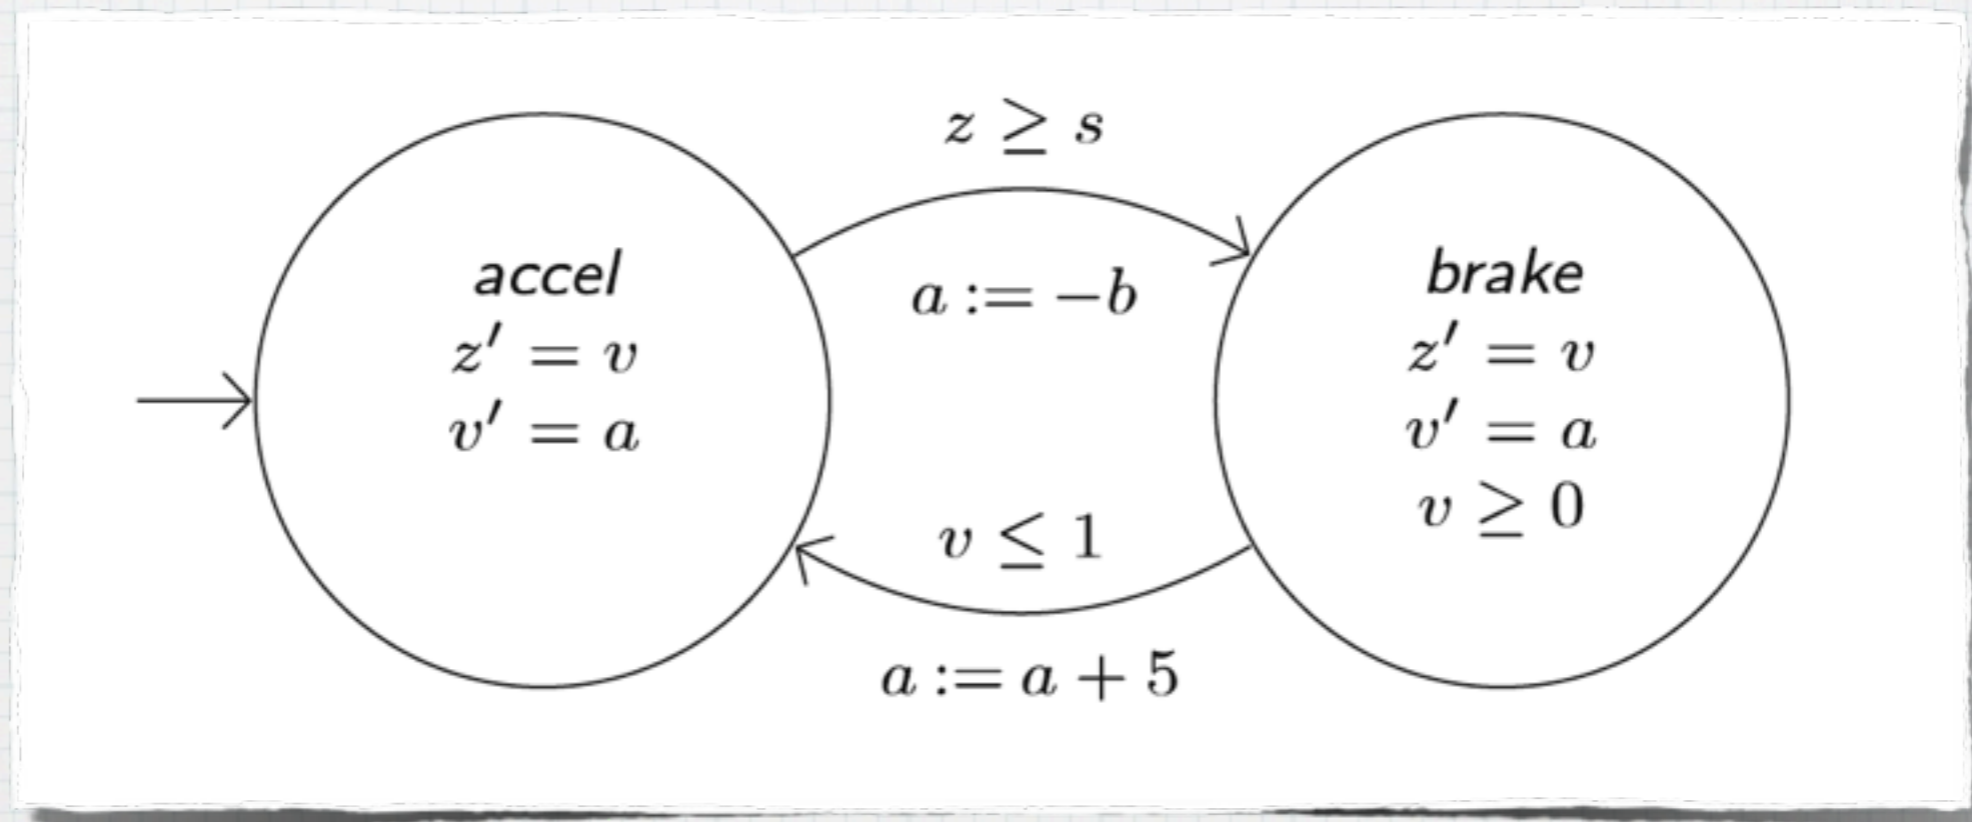 z ≥ s
a := −b
accel
z′ = v
v′ = a
brake
z′ = v
v′ = a
v ≥ 0
v ≤ 1
a := a + 5